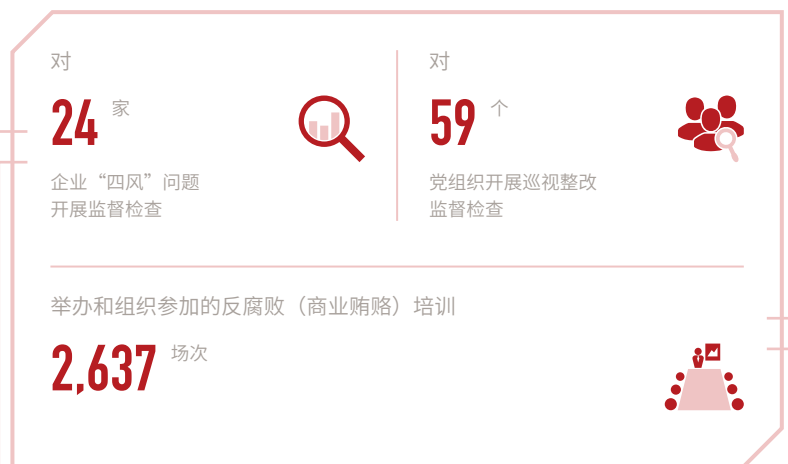 对
24 家
企业“四风”问题
开展监督检查
对
59 个
党组织开展巡视整改
监督检查
举办和组织参加的反腐败（商业贿赂）培训
2,637 场次